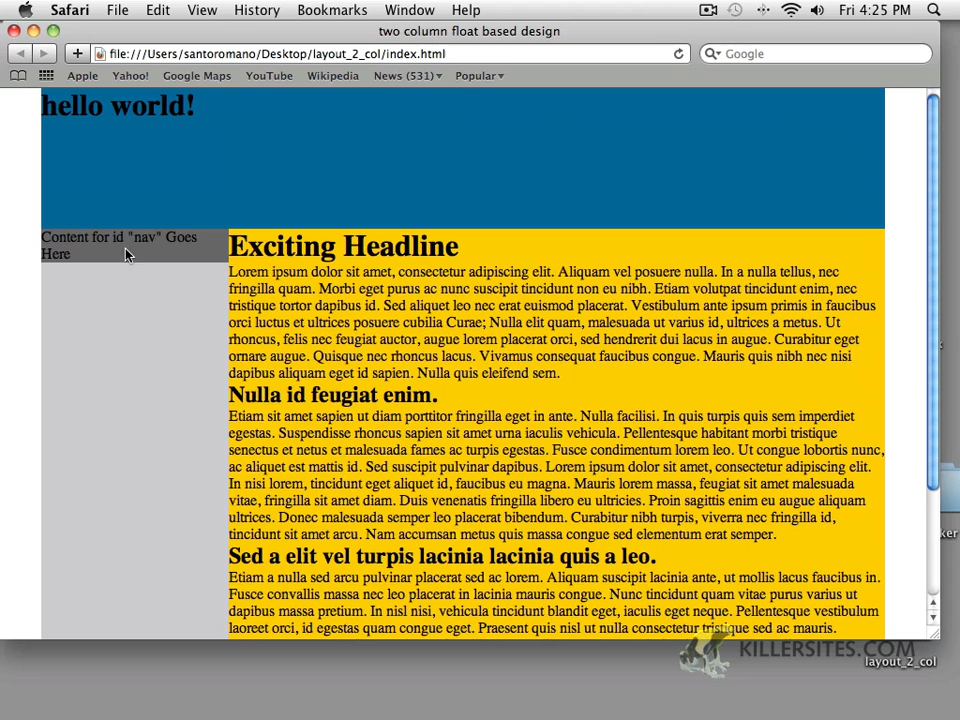 Safari File Edit View History Bookmarks Window Help Fri 4:25 PM
two column float based design
file:///Users/santoromano/Desktop/layout_2_col/index.html Google
Apple Yahoo! Google Maps YouTube Wikipedia News (531)▾ Popular▾
hello world!
Content for id "nav" Goes
Here
Exciting Headline
Lorem ipsum dolor sit amet, consectetur adipiscing elit. Aliquam vel posuere nulla. In a nulla tellus, nec
fringilla quam. Morbi eget purus ac nunc suscipit tincidunt non eu nibh. Etiam volutpat tincidunt enim, nec
tristique tortor dapibus id. Sed aliquet leo nec erat euismod placerat. Vestibulum ante ipsum primis in faucibus
orci luctus et ultrices posuere cubilia Curae; Nulla elit quam, malesuada ut varius id, ultrices a metus. Ut
rhoncus, felis nec feugiat auctor, augue lorem placerat orci, sed hendrerit dui lacus in augue. Curabitur eget
ornare augue. Quisque nec rhoncus lacus. Vivamus consequat faucibus congue. Mauris quis nibh nec nisi
dapibus aliquam eget id sapien. Nulla quis eleifend sem.
Nulla id feugiat enim.
Etiam sit amet sapien ut diam porttitor fringilla eget in ante. Nulla facilisi. In quis turpis quis sem imperdiet
egestas. Suspendisse rhoncus sapien sit amet urna iaculis vehicula. Pellentesque habitant morbi tristique
senectus et netus et malesuada fames ac turpis egestas. Fusce condimentum lorem leo. Ut congue lobortis nunc,
ac aliquet est mattis id. Sed suscipit pulvinar dapibus. Lorem ipsum dolor sit amet, consectetur adipiscing elit.
In nisi lorem, tincidunt eget aliquet id, faucibus eu magna. Mauris lorem massa, feugiat sit amet malesuada
vitae, fringilla sit amet diam. Duis venenatis fringilla libero eu ultricies. Proin sagittis enim eu augue aliquam
ultrices. Donec malesuada semper leo placerat bibendum. Curabitur nibh turpis, viverra nec fringilla id,
tincidunt sit amet arcu. Nam accumsan metus quis massa congue sed elementum erat semper.
Sed a elit vel turpis lacinia lacinia quis a leo.
Etiam a nulla sed arcu pulvinar placerat sed ac lorem. Aliquam suscipit lacinia ante, ut mollis lacus faucibus in.
Fusce convallis massa nec leo placerat in lacinia mauris congue. Nunc tincidunt quam vitae purus varius ut
dapibus massa pretium. In nisl nisi, vehicula tincidunt blandit eget, iaculis eget neque. Pellentesque vestibulum
laoreet orci, id egestas quam congue eget. Praesent quis nisl ut nulla consectetur tristique sed ac mauris.
KILLERSITES.COM
layout_2_col